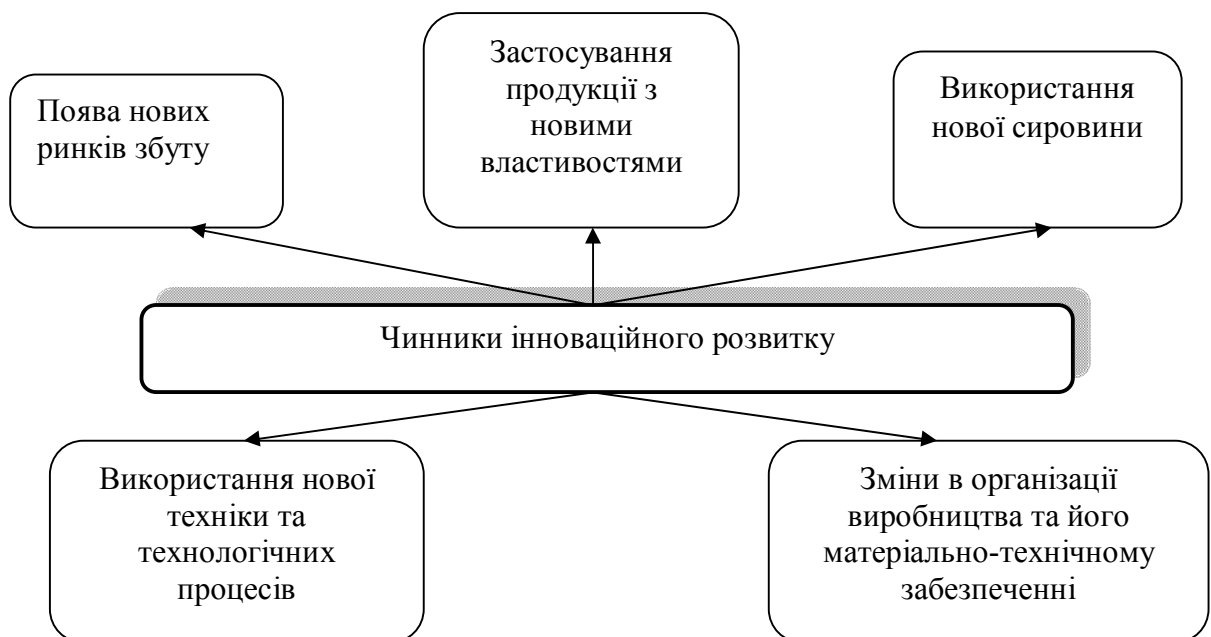 Поява нових
ринків збуту
Застосування
продукції з
новими
властивостями
Використання
нової сировини
Чинники інноваційного розвитку
Використання нової
техніки та
технологічних
процесів
Зміни в організації
виробництва та його
матеріально-технічному
забезпеченні